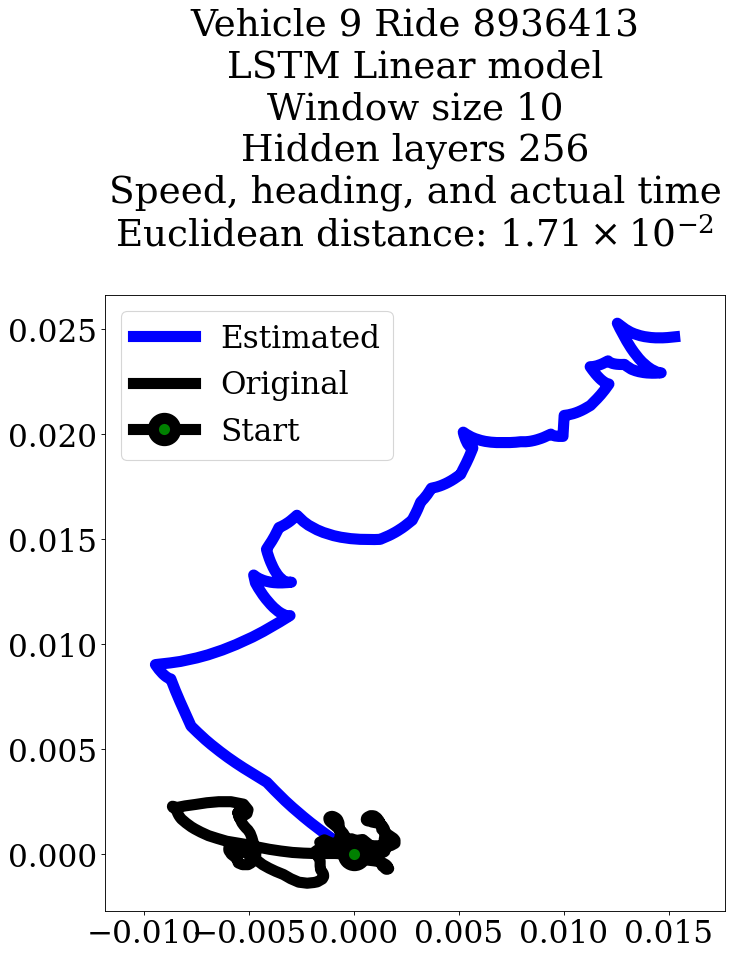 Vehicle 9 Ride 8936413
LSTM Linear model
Window size 10
Hidden layers 256
Speed, heading, and actual time
Euclidean distance: 1.71 × 10⁻²
Estimated
Original
Start
0.025
0.020
0.015
0.010
0.005
0.000
−0.010 −0.005 0.000 0.005 0.010 0.015